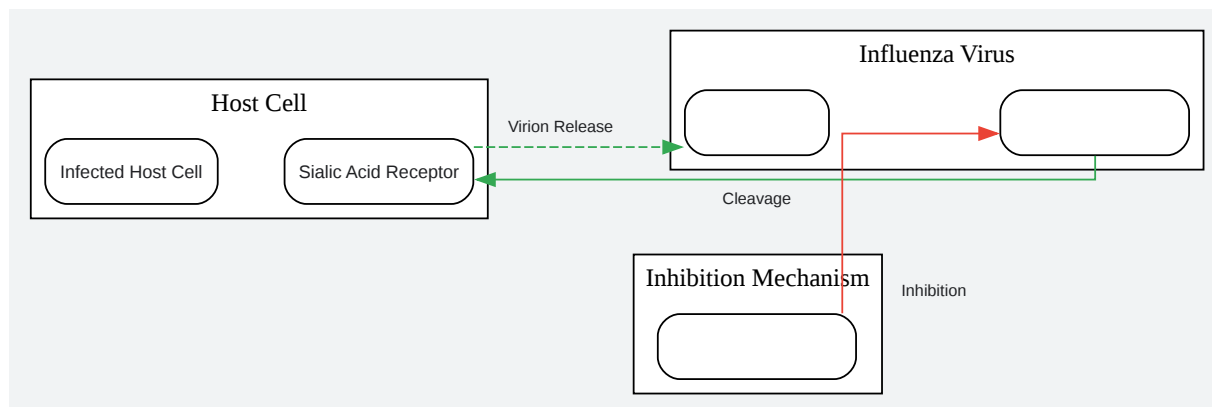 Influenza Virus
Host Cell
Virion Release
Infected Host Cell
Sialic Acid Receptor
Cleavage
Inhibition Mechanism
Inhibition